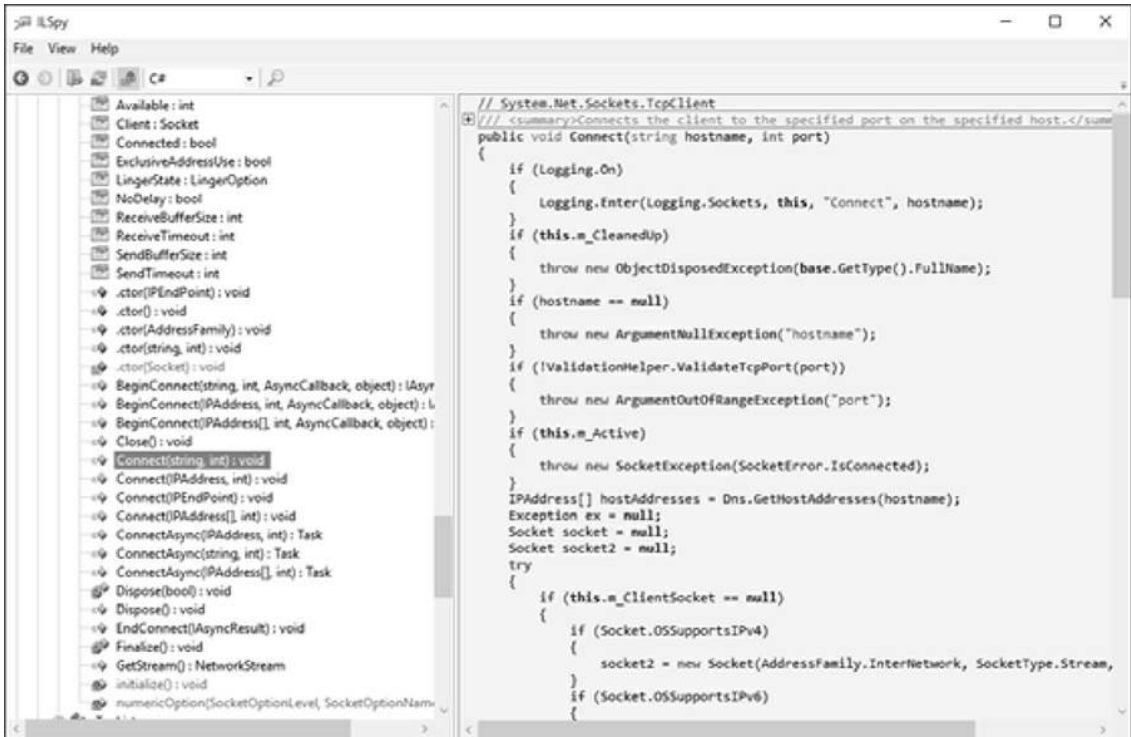 ILSpy
File View Help
C#
Available : int
Client : Socket
Connected : bool
ExclusiveAddressUse : bool
LingerState : LingerOption
NoDelay : bool
ReceiveBufferSize : int
ReceiveTimeout : int
SendBufferSize : int
SendTimeout : int
.ctor(IPEndPoint) : void
.ctor() : void
.ctor(AddressFamily) : void
.ctor(string, int) : void
.ctor(Socket) : void
BeginConnect(string, int, AsyncCallback, object) : IAsyr
BeginConnect(IPAddress, int, AsyncCallback, object) : I
BeginConnect(IPAddress[], int, AsyncCallback, object) :
Close() : void
Connect(string, int) : void
Connect(IPAddress, int) : void
Connect(IPEndPoint) : void
Connect(IPAddress[], int) : void
ConnectAsync(IPAddress, int) : Task
ConnectAsync(string, int) : Task
ConnectAsync(IPAddress[], int) : Task
Dispose(bool) : void
Dispose() : void
EndConnect(IAsyncResult) : void
Finalize() : void
GetStream() : NetworkStream
initialize() : void
numericOption(SocketOptionLevel, SocketOptionNam
// System.Net.Sockets.TcpClient
/// <summary>Connects the client to the specified port on the specified host.</summ
public void Connect(string hostname, int port)
{
if (Logging.On)
{
Logging.Enter(Logging.Sockets, this, "Connect", hostname);
}
if (this.m_CleanedUp)
{
throw new ObjectDisposedException(base.GetType().FullName);
}
if (hostname == null)
{
throw new ArgumentNullException("hostname");
}
if (!ValidationHelper.ValidateTcpPort(port))
{
throw new ArgumentOutOfRangeException("port");
}
if (this.m_Active)
{
throw new SocketException(SocketError.IsConnected);
}
IPAddress[] hostAddresses = Dns.GetHostAddresses(hostname);
Exception ex = null;
Socket socket = null;
Socket socket2 = null;
try
{
if (this.m_ClientSocket == null)
{
if (Socket.OSSupportsIPv4)
{
socket2 = new Socket(AddressFamily.InterNetwork, SocketType.Stream,
}
if (Socket.OSSupportsIPv6)
{